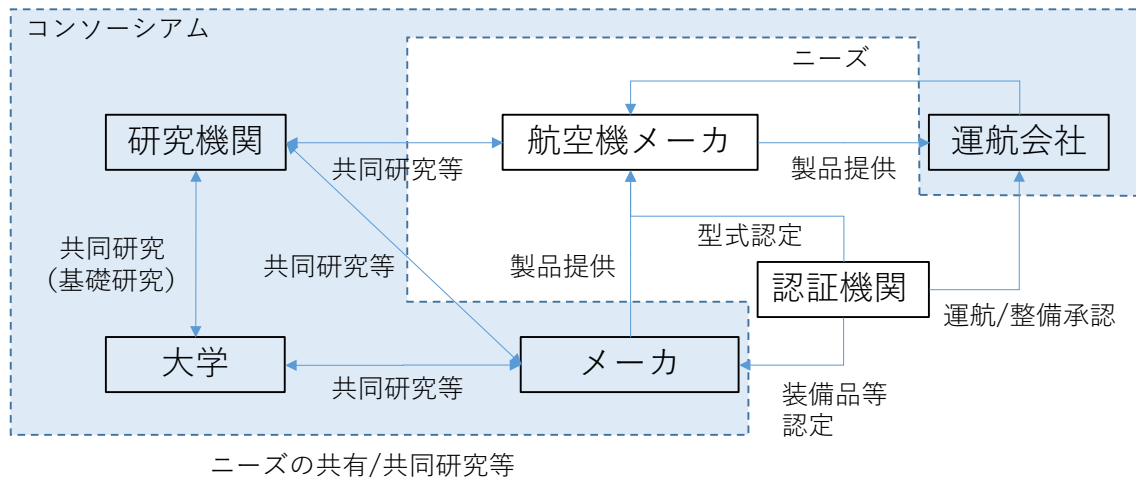 コンソーシアム
ニーズ
研究機関
航空機メーカ
運航会社
共同研究等
製品提供
型式認定
共同研究
(基礎研究)
共同研究等
製品提供
認証機関
運航/整備承認
大学
メーカ
共同研究等
装備品等
認定
ニーズの共有/共同研究等